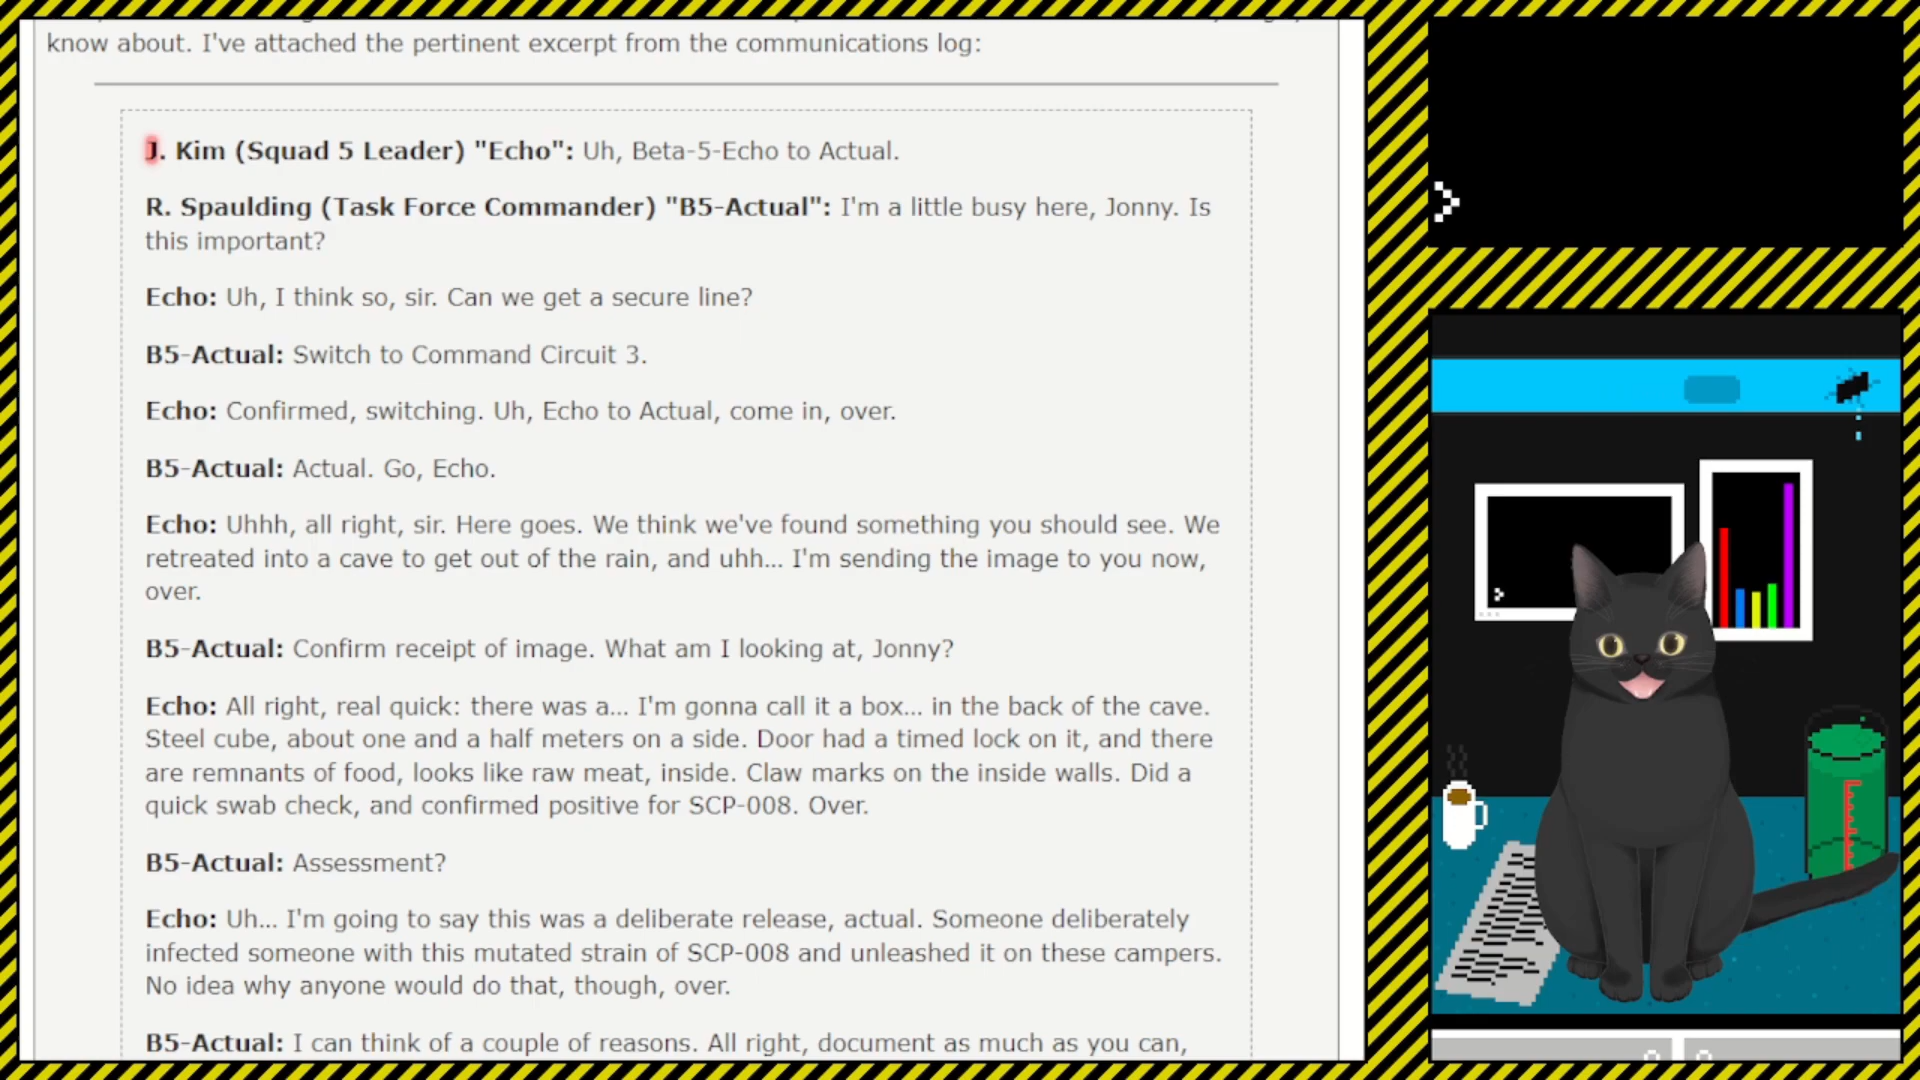 know about. I've attached the pertinent excerpt from the communications log:
J. Kim (Squad 5 Leader) "Echo": Uh, Beta-5-Echo to Actual.
R. Spaulding (Task Force Commander) "B5-Actual": I'm a little busy here, Jonny. Is
this important?
Echo: Uh, I think so, sir. Can we get a secure line?
B5-Actual: Switch to Command Circuit 3.
Echo: Confirmed, switching. Uh, Echo to Actual, come in, over.
B5-Actual: Actual. Go, Echo.
Echo: Uhhh, all right, sir. Here goes. We think we've found something you should see. We
retreated into a cave to get out of the rain, and uhh... I'm sending the image to you now,
over.
B5-Actual: Confirm receipt of image. What am I looking at, Jonny?
Echo: All right, real quick: there was a... I'm gonna call it a box... in the back of the cave.
Steel cube, about one and a half meters on a side. Door had a timed lock on it, and there
are remnants of food, looks like raw meat, inside. Claw marks on the inside walls. Did a
quick swab check, and confirmed positive for SCP-008. Over.
B5-Actual: Assessment?
Echo: Uh... I'm going to say this was a deliberate release, actual. Someone deliberately
infected someone with this mutated strain of SCP-008 and unleashed it on these campers.
No idea why anyone would do that, though, over.
B5-Actual: I can think of a couple of reasons. All right, document as much as you can,